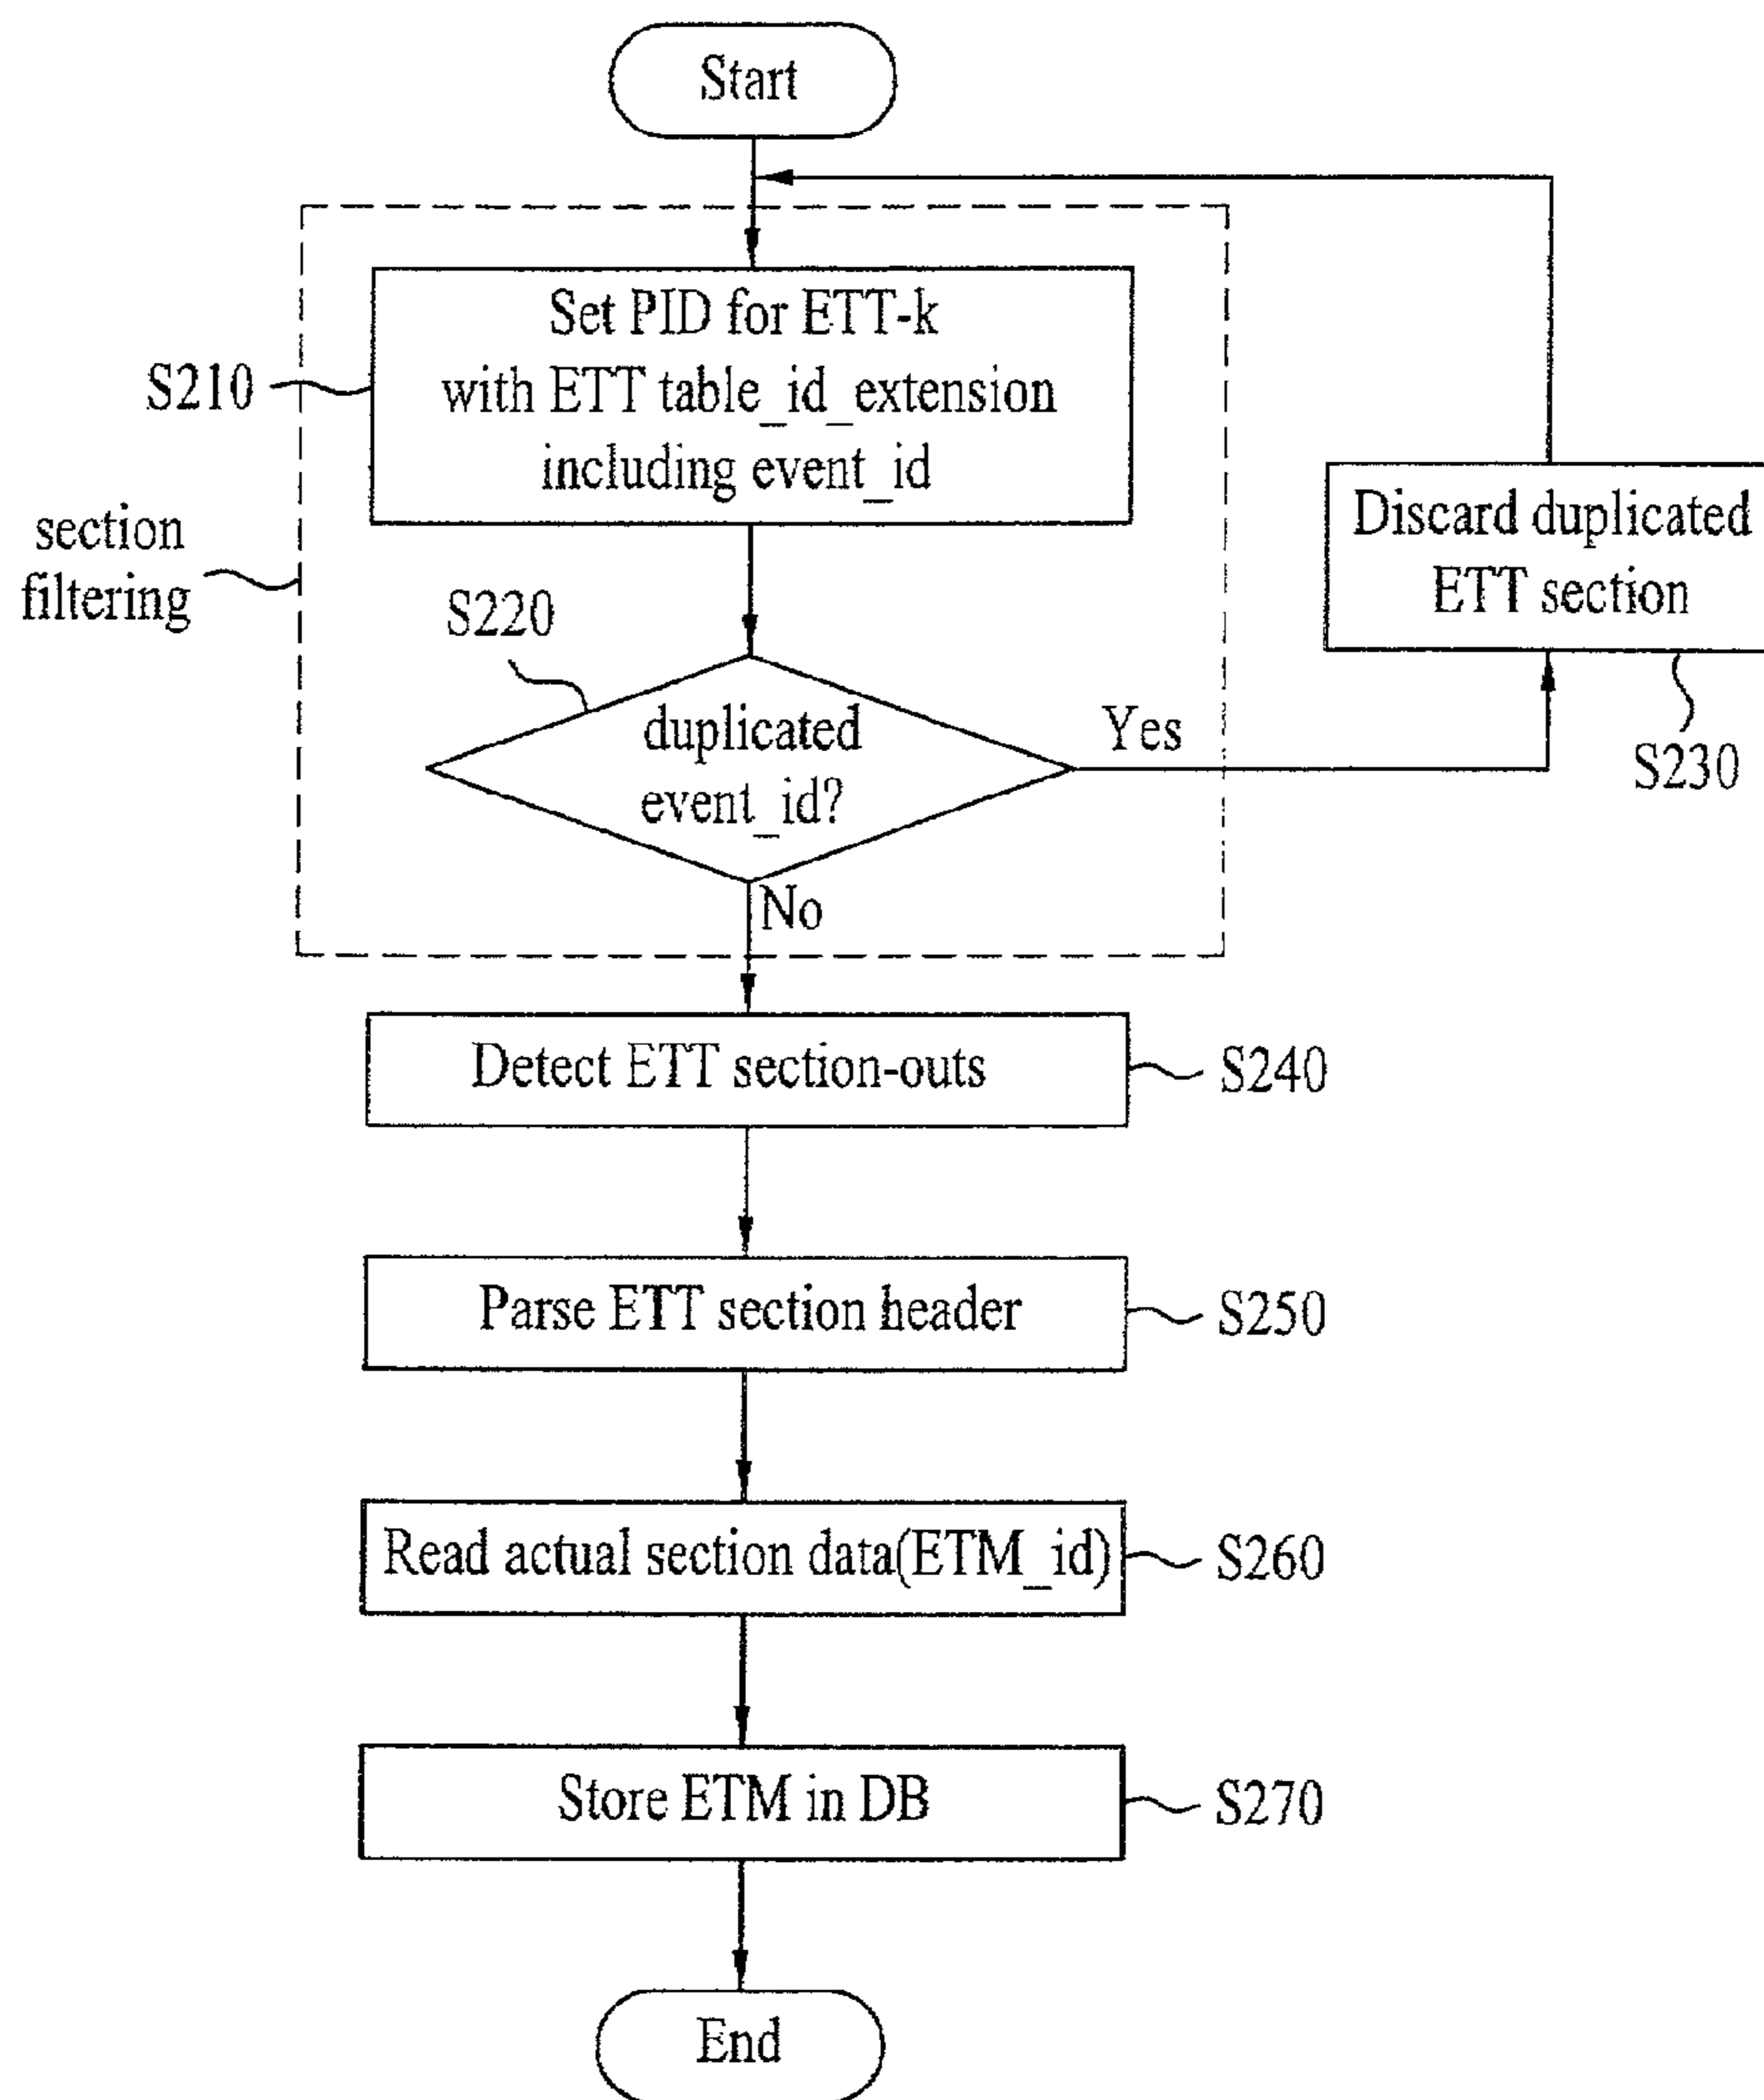 Start
Set PID for ETT-k
with ETT table_id_extension
including event_id
S210
section
filtering
Discard duplicated
ETT section
S230
S220
duplicated
event_id?
Yes
No
Detect ETT section-outs
S240
Parse ETT section header
S250
Read actual section data(ETM_id)
S260
Store ETM in DB
S270
End